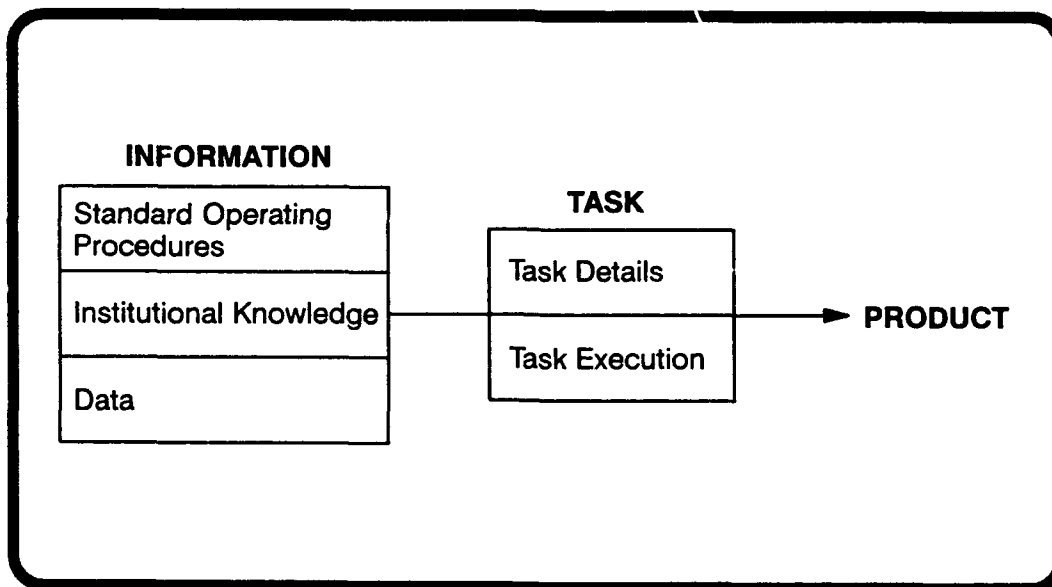 INFORMATION
Standard Operating
Procedures
Institutional Knowledge
Data
TASK
Task Details
Task Execution
PRODUCT